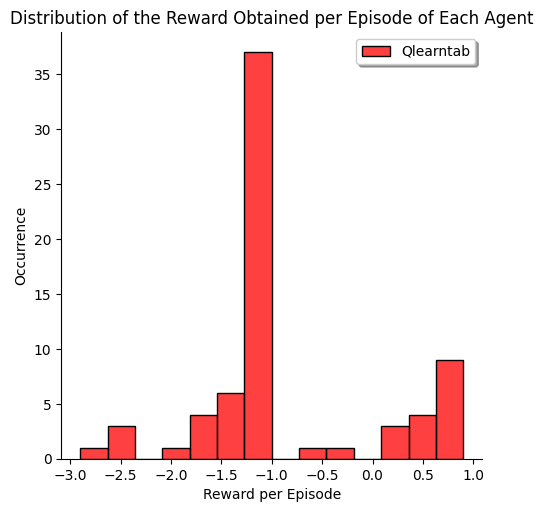 Distribution of the Reward Obtained per Episode of Each Agent
Qlearntab
35
30
25
20
15
10
5
0
Occurrence
−3.0 −2.5 −2.0 −1.5 −1.0 −0.5 0.0 0.5 1.0
Reward per Episode